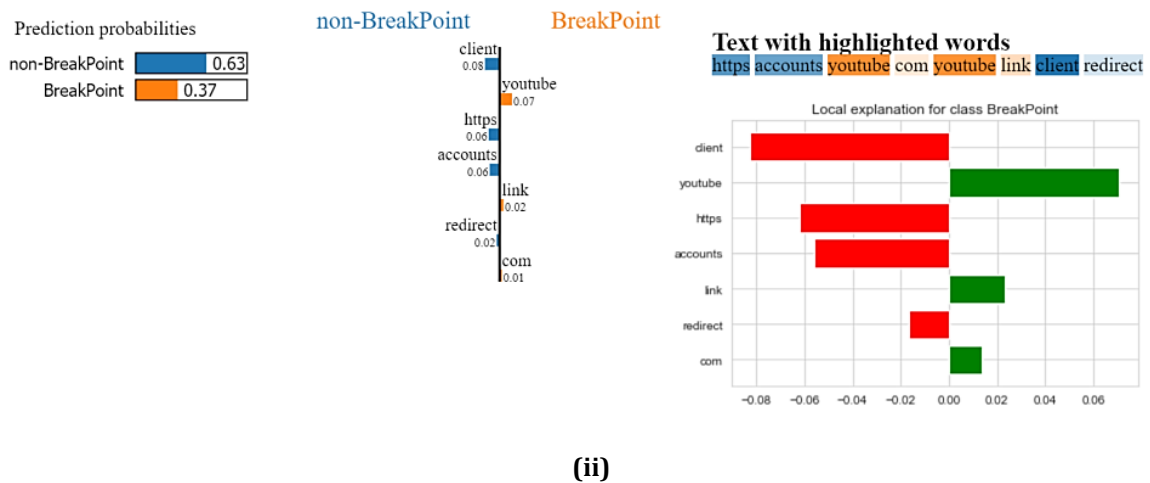 Prediction probabilities
non-BreakPoint 0.63
BreakPoint 0.37
non-BreakPoint BreakPoint
client
0.08
youtube
0.07
https
0.06
accounts
0.06
link
0.02
redirect
0.02
com
0.01
Text with highlighted words
https accounts youtube com youtube link client redirect
Local explanation for class BreakPoint
client
youtube
https
accounts
link
redirect
com
−0.08 −0.06 −0.04 −0.02 0.00 0.02 0.04 0.06
(ii)